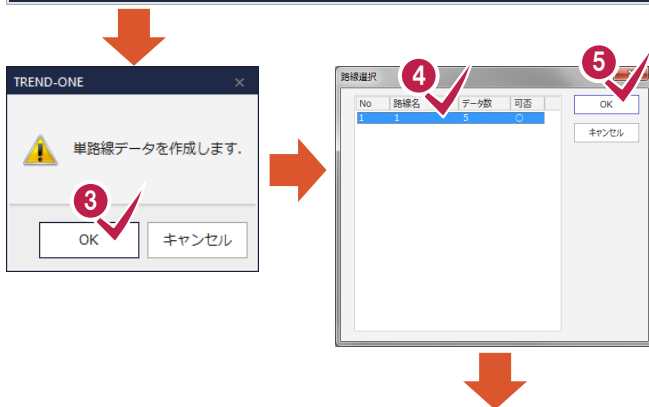 TREND-ONE
単路線データを作成します.
3
OK
キャンセル
路線選択
4
5
No 路線名 データ数 可否
1 1 5 ○
OK
キャンセル